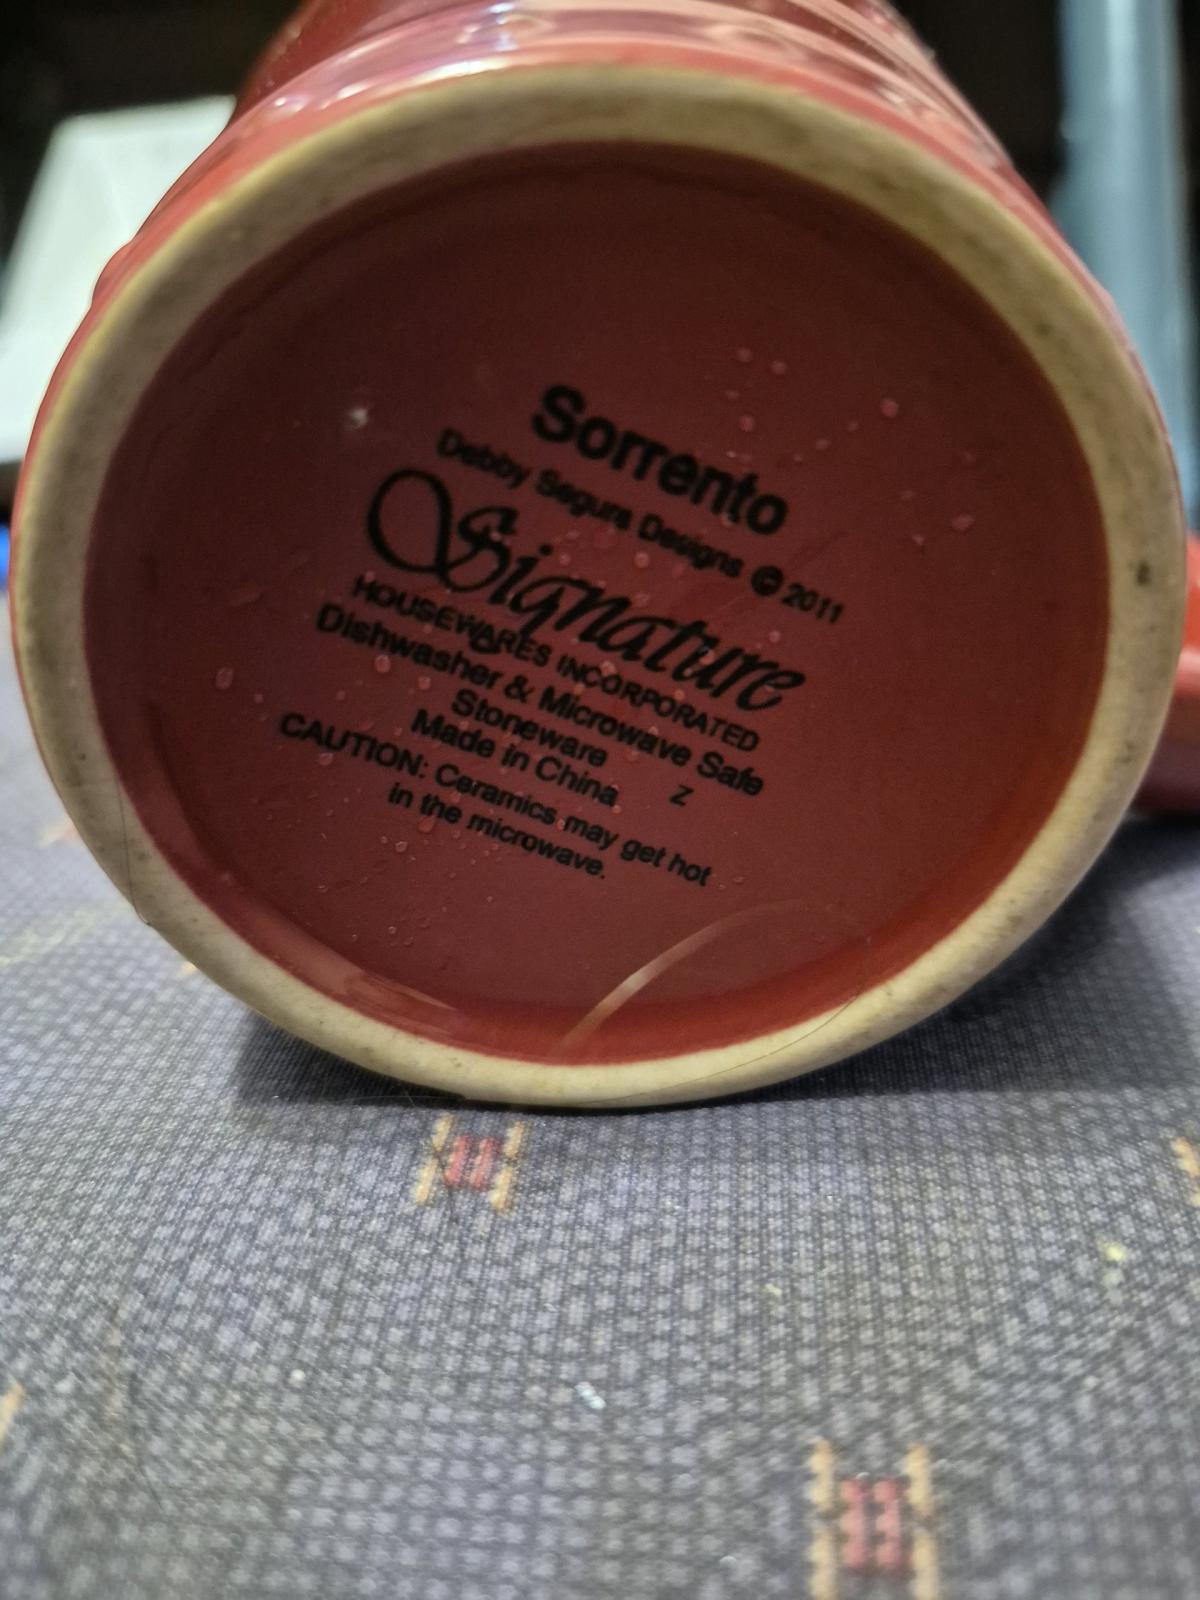 Sorrento
Debby Segura Designs © 2011
Signature
HOUSEWARES INCORPORATED
Dishwasher & Microwave Safe
Stoneware
Made in China Z
CAUTION: Ceramics may get hot
in the microwave.